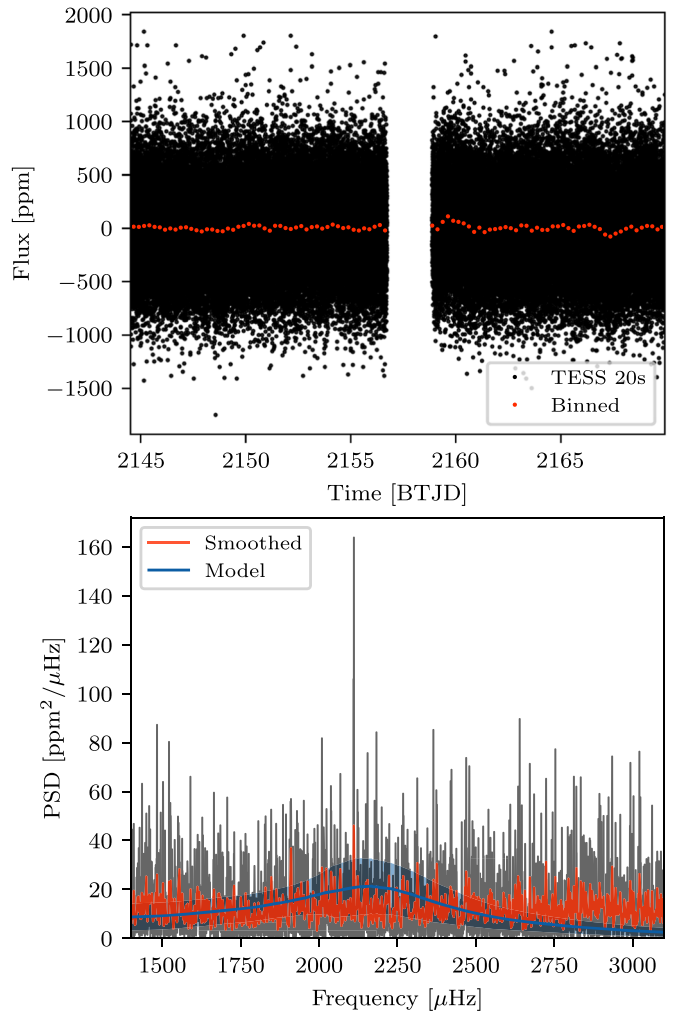 2000
1500
1000
500
0
−500
−1000
−1500
Flux [ppm]
TESS 20s
Binned
2145 2150 2155 2160 2165
Time [BTJD]
Smoothed
Model
160
140
120
100
80
60
40
20
0
PSD [ppm²/μHz]
1500 1750 2000 2250 2500 2750 3000
Frequency [μHz]